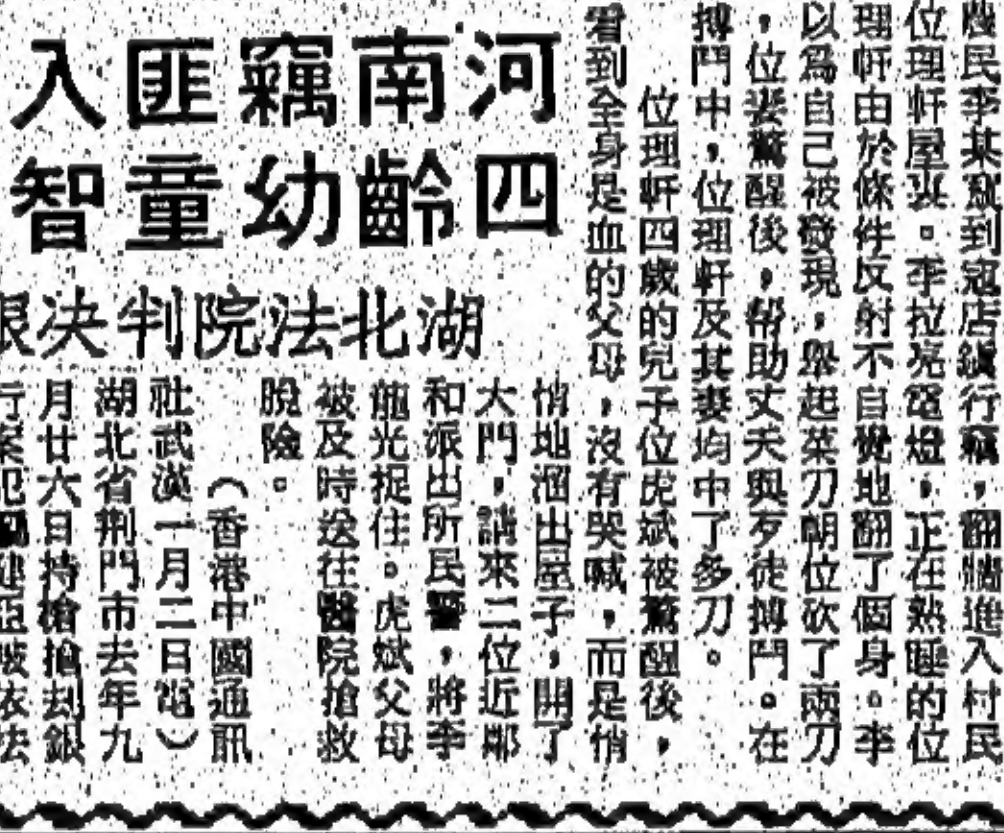 河南竊匪入
四齡幼童智
農民李某竄到冠店鎮行竊，翻牆進入村民
位理軒屋裏。李拉亮電燈，正在熟睡的位
理軒由於條件反射不自覺地翻了個身。李
以爲自己被發現，舉起菜刀朝位砍了兩刀
，位妻驚醒後，幫助丈夫與歹徒搏鬥。在
搏鬥中，位理軒及其妻均中了多刀。
位理軒四歲的兒子位虎斌被驚醒後，
看到全身是血的父母，沒有哭喊，而是悄
悄地溜出屋子，開了
大門，請來二位近鄰
和派出所民警，將李
光捉住。虎斌父母
被及時送往醫院搶救
脫險。
湖北法院判決
（香港中國通訊
社武漢一月二日電）
湖北省荊門市去年九
月廿六日持槍搶劫銀
行案犯依法